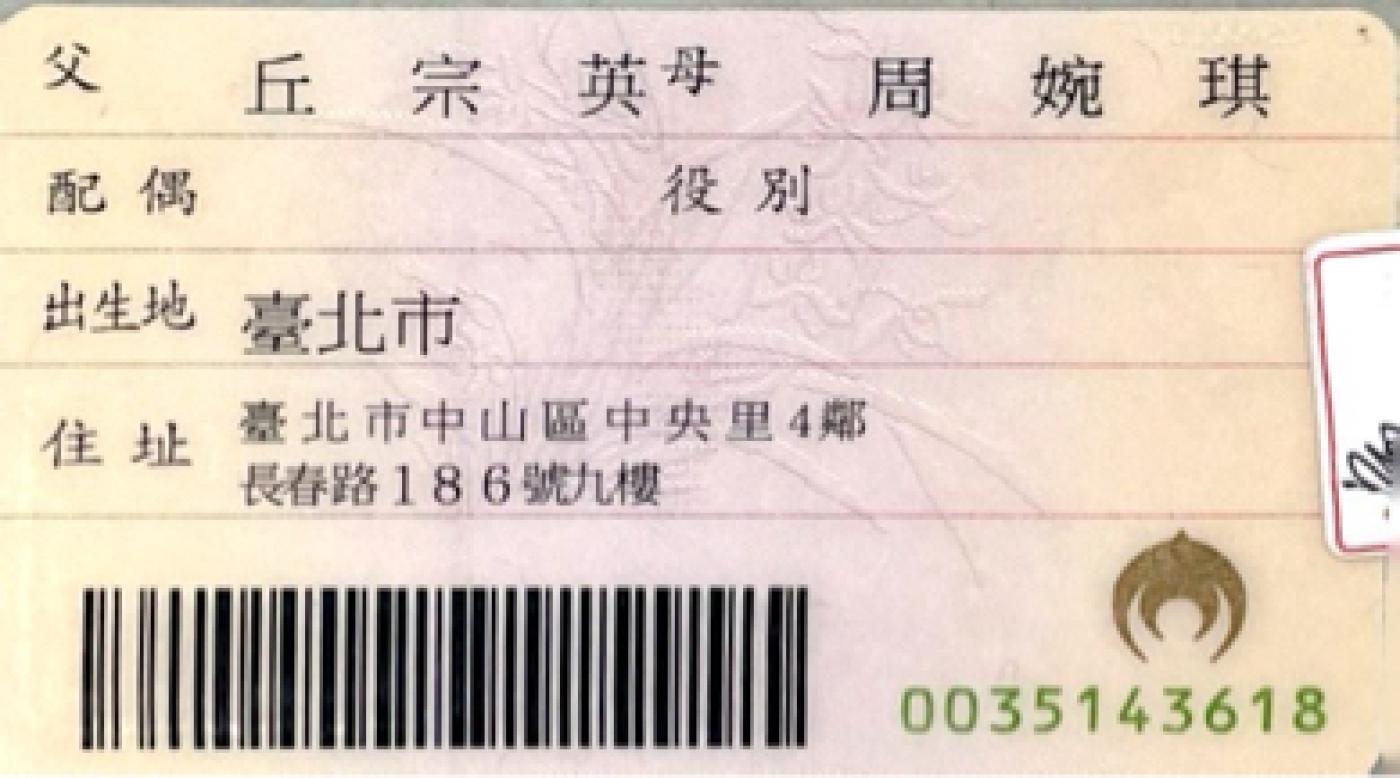 父 丘宗英 母 周婉琪
配偶 役別
出生地 臺北市
住址 臺北市中山區中央里4鄰
長春路186號九樓
0035143618